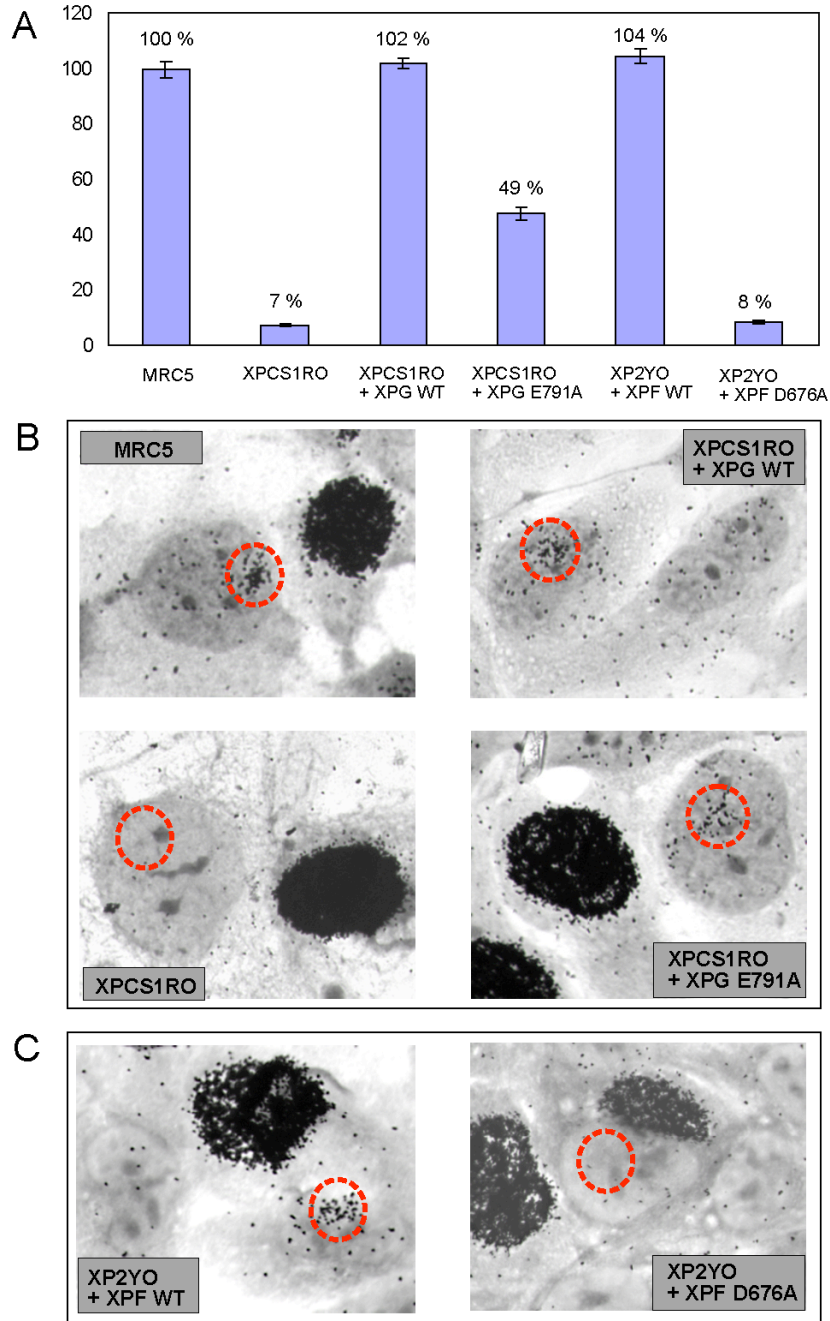 A
120
100
80
60
40
20
0
100 %
7 %
102 %
49 %
104 %
8 %
MRC5
XPCS1RO
XPCS1RO
+ XPG WT
XPCS1RO
+ XPG E791A
XP2YO
+ XPF WT
XP2YO
+ XPF D676A
B
MRC5
XPCS1RO
+ XPG WT
XPCS1RO
XPCS1RO
+ XPG E791A
C
XP2YO
+ XPF WT
XP2YO
+ XPF D676A